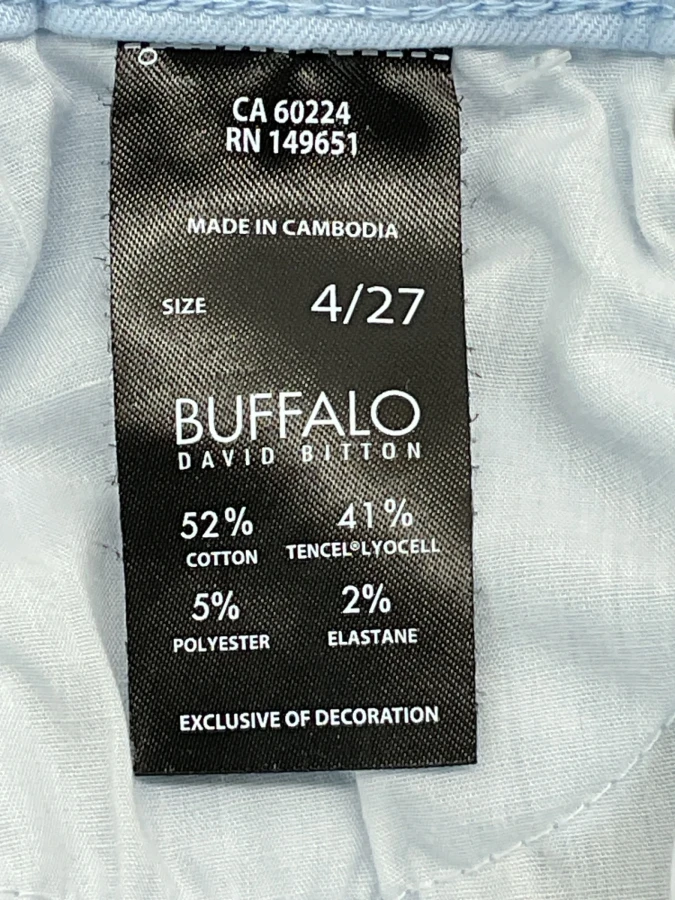 CA 60224
RN 149651
MADE IN CAMBODIA
SIZE 4/27
BUFFALO
DAVID BITTON
52% 41%
COTTON TENCEL®LYOCELL
5% 2%
POLYESTER ELASTANE
EXCLUSIVE OF DECORATION